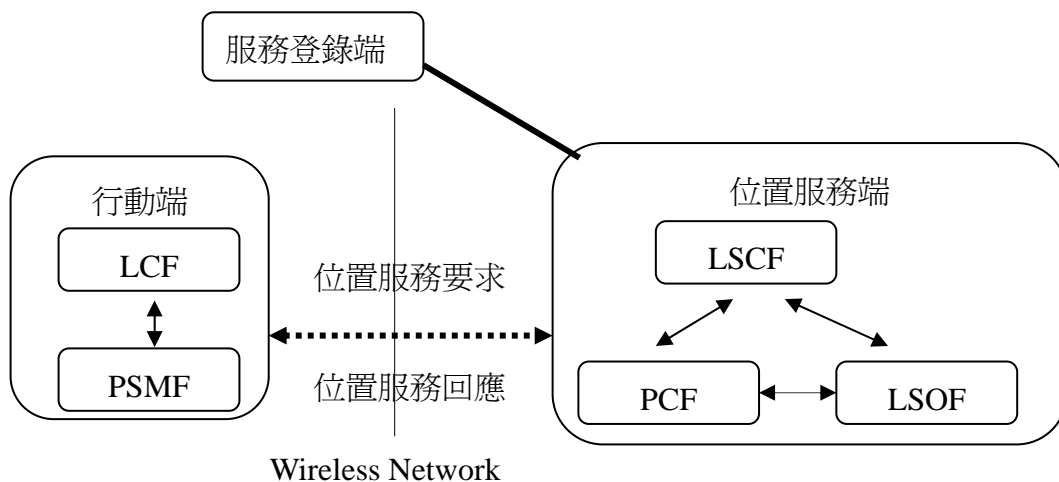 服務登錄端
行動端
LCF
PSMF
位置服務要求
位置服務回應
Wireless Network
位置服務端
LSCF
PCF
LSOF